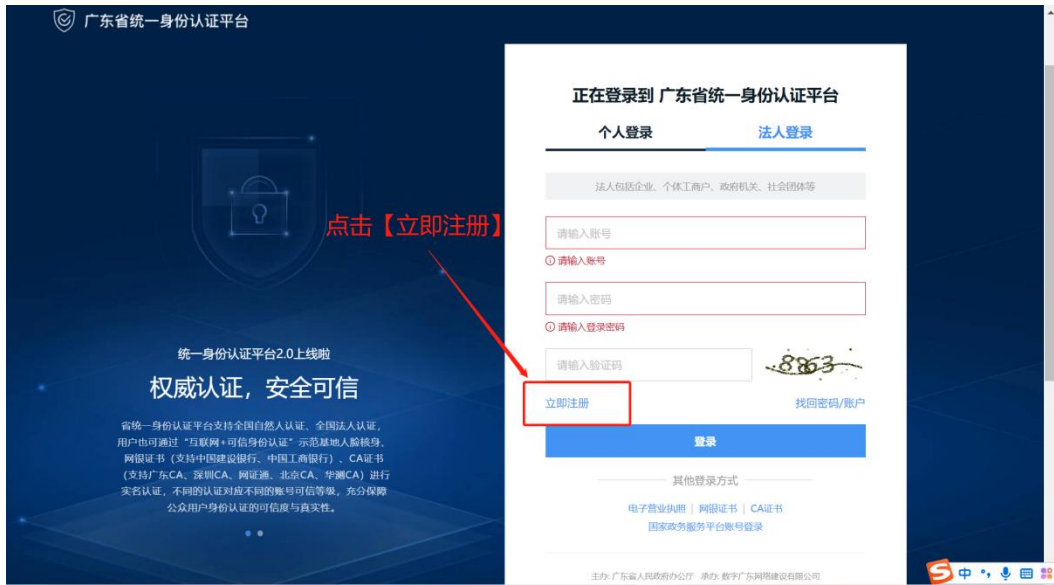 广东省统一身份认证平台
正在登录到 广东省统一身份认证平台
个人登录
法人登录
法人包括企业、个体工商户、政府机关、社会团体等
点击【立即注册】
请输入账号
请输入账号
请输入密码
请输入登录密码
请输入验证码
8863
立即注册
找回密码/账户
登录
其他登录方式
电子营业执照 | 网银证书 | CA证书
国家政务服务平台账号登录
主办: 广东省人民政府办公厅 承办: 数字广东网络建设有限公司
统一身份认证平台2.0上线啦
权威认证，安全可信
省统一身份认证平台支持全国自然人认证、全国法人认证，
用户也可通过“互联网+可信身份认证”示范基地人脸核身、
网银证书（支持中国建设银行、中国工商银行）、CA证书
(支持广东CA、深圳CA、网证通、北京CA、华测CA）进行
实名认证，不同的认证对应不同的账号可信等级，充分保障
公众用户身份认证的可信度与真实性。
中